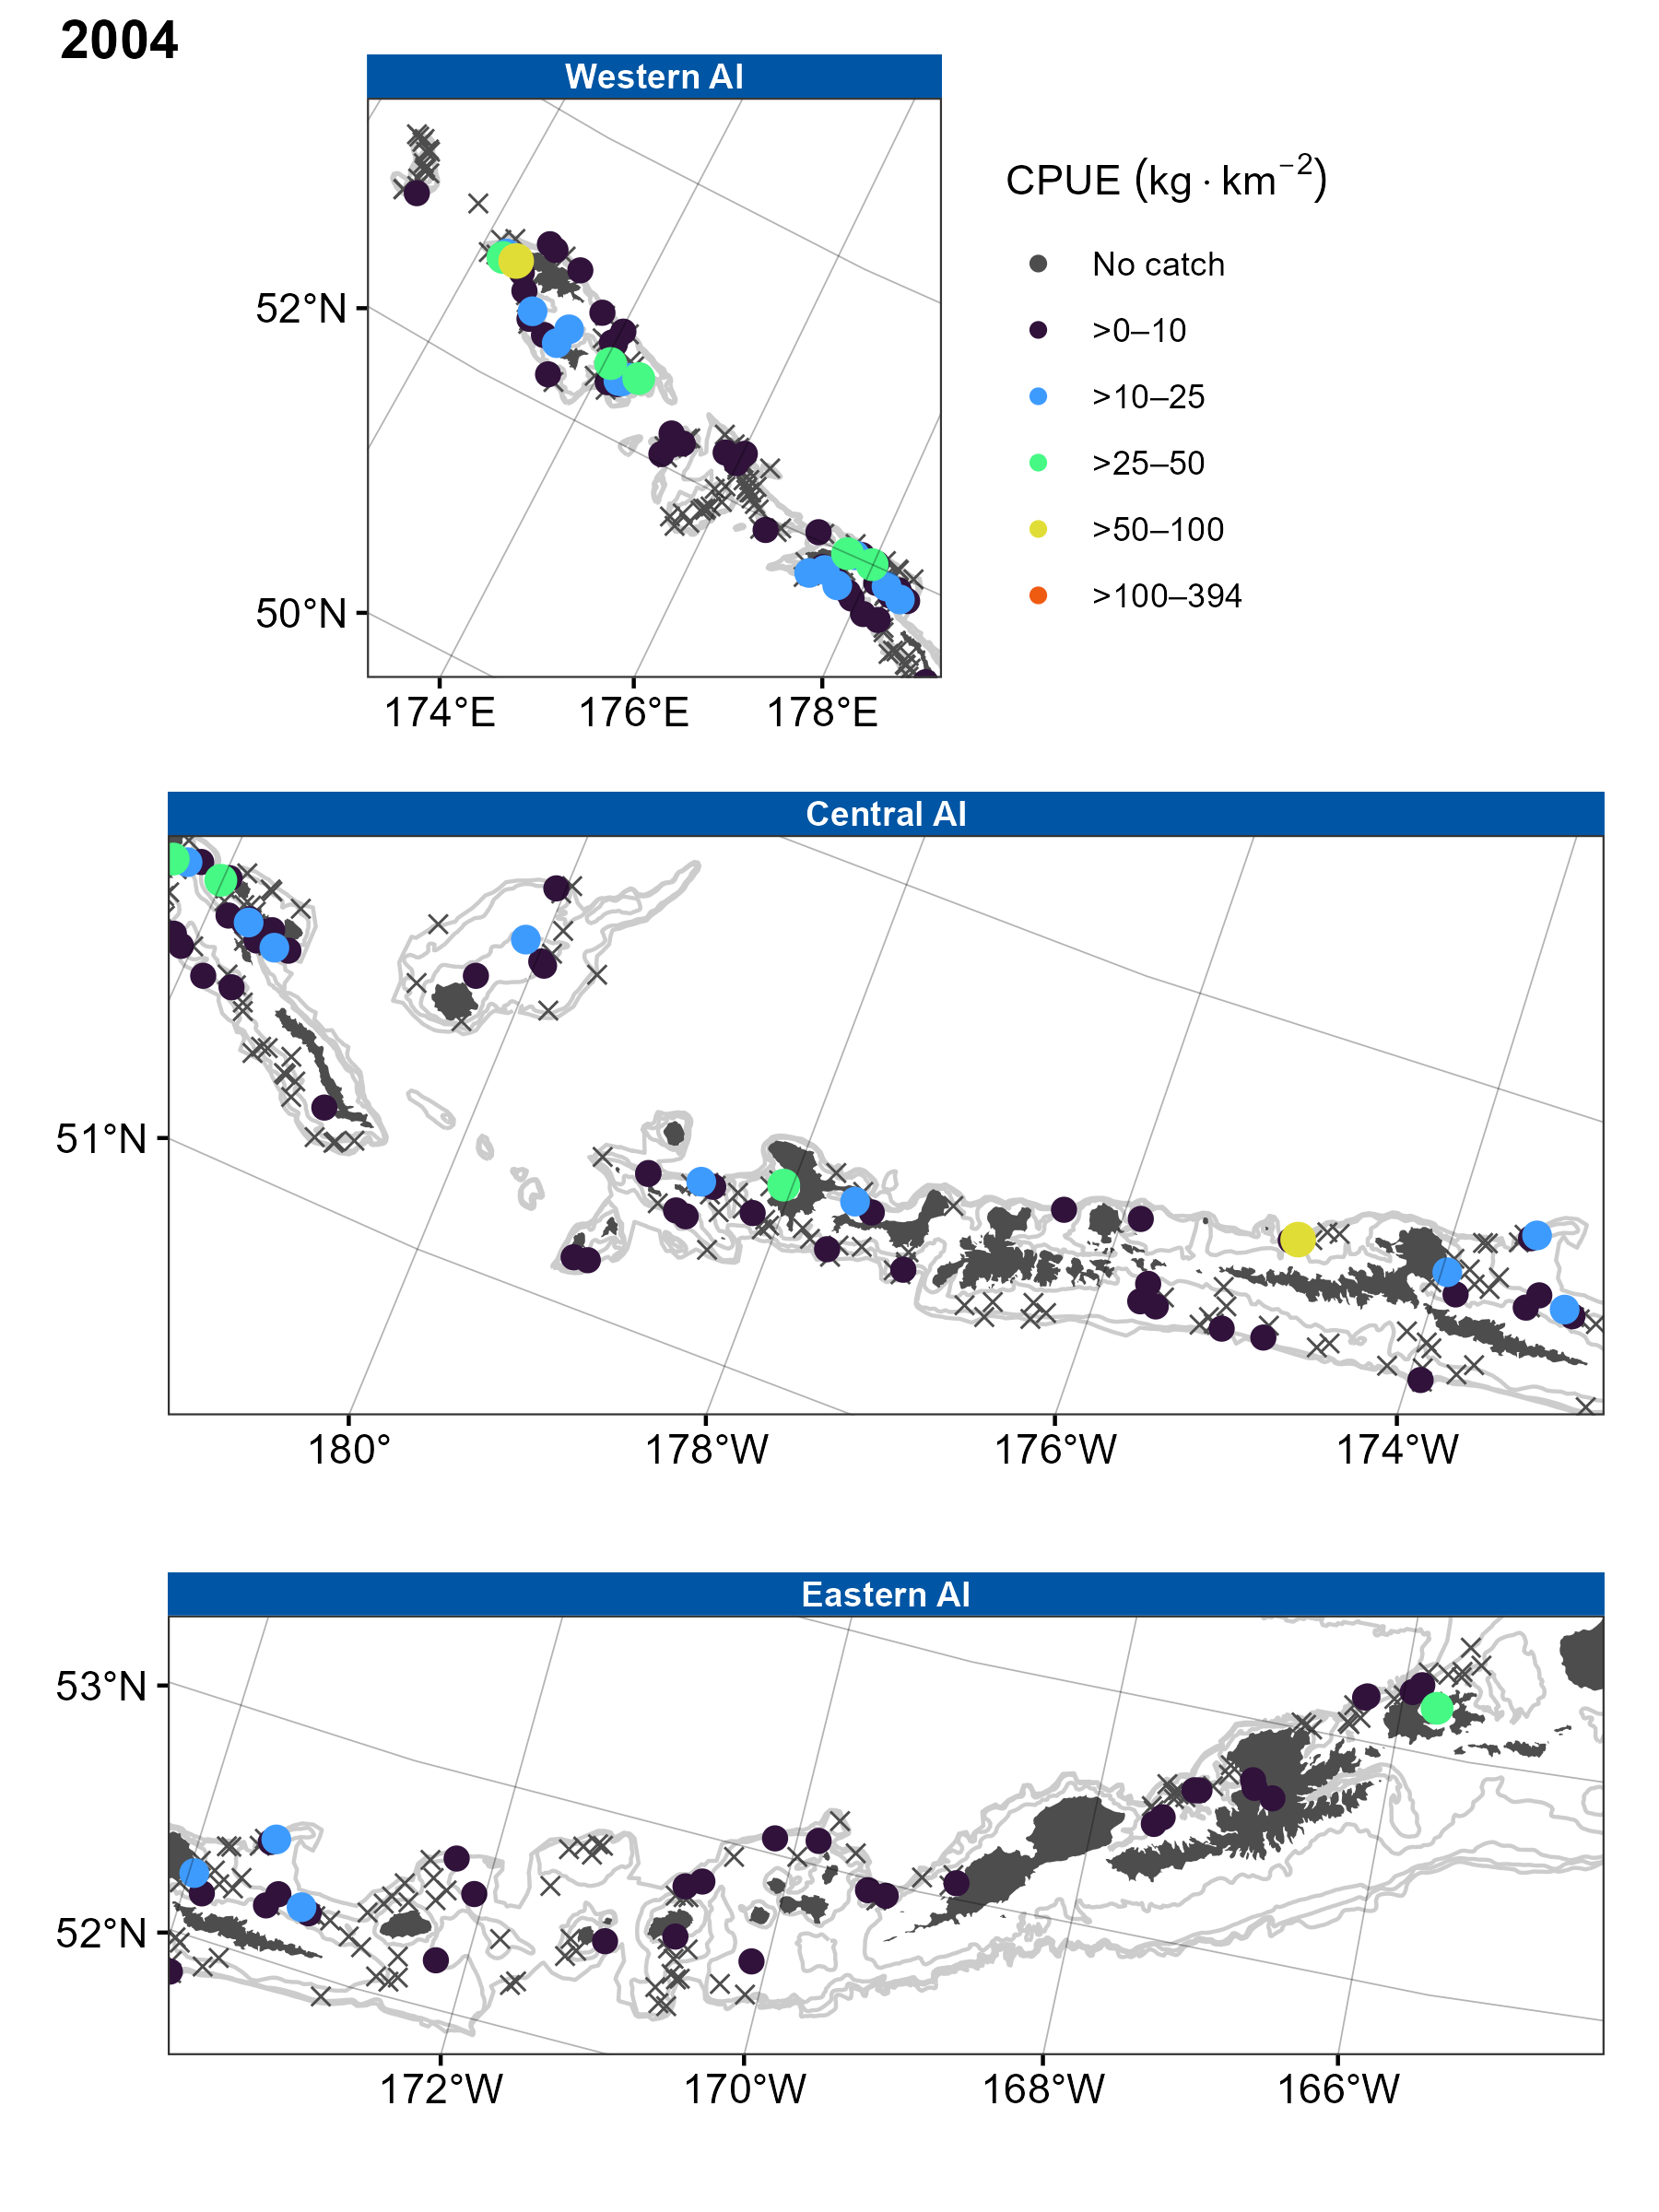 2004
Western AI
CPUE (kg · km⁻²)
No catch
>0–10
>10–25
>25–50
>50–100
>100–394
52°N
50°N
174°E 176°E 178°E
Central AI
51°N
180° 178°W 176°W 174°W
Eastern AI
53°N
52°N
172°W 170°W 168°W 166°W